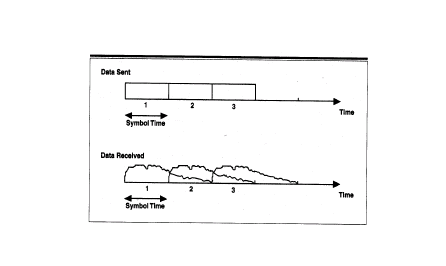 Data Sent
1 2 3
Time
Symbol Time
Data Received
1 2 3
Time
Symbol Time